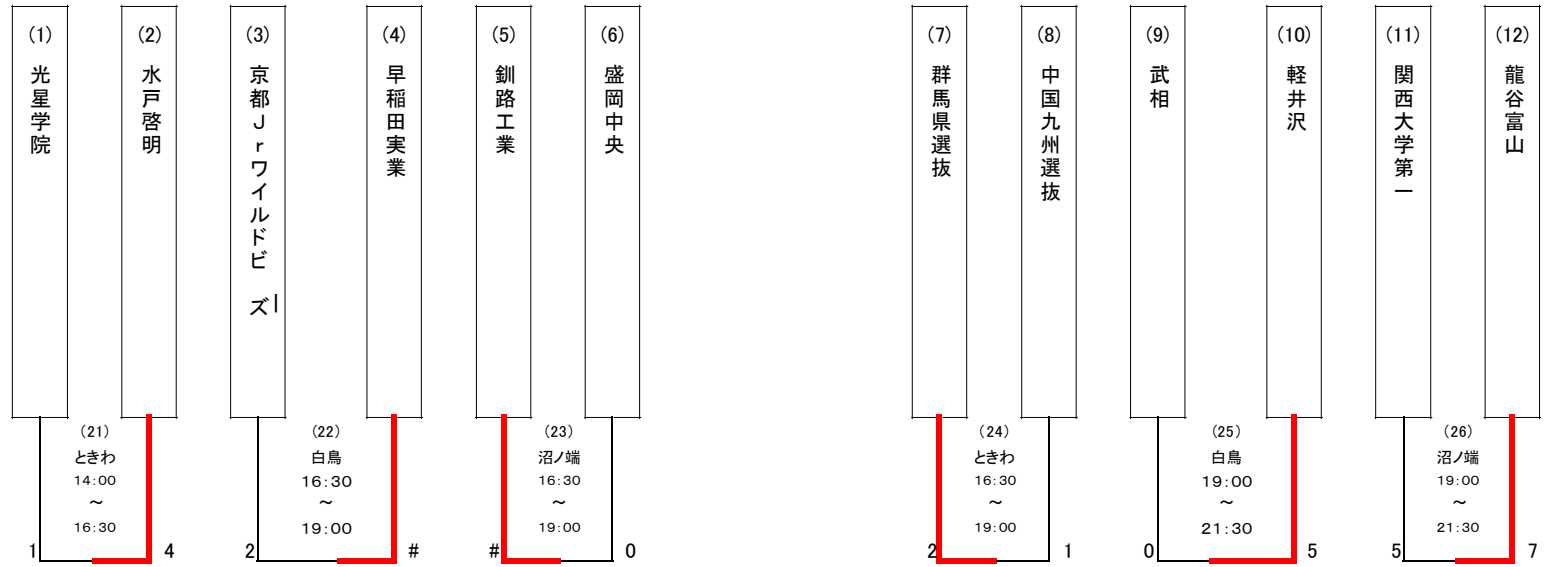 (1)
光星学院
(2)
水戸啓明
(3)
京都Jrワイルドビーズ
(4)
早稲田実業
(5)
釧路工業
(6)
盛岡中央
(7)
群馬県選抜
(8)
中国九州選抜
(9)
武相
(10)
軽井沢
(11)
関西大学第一
(12)
龍谷富山
(21)
ときわ
14:00
～
16:30
1
4
(22)
白鳥
16:30
～
19:00
2
#
(23)
沼ノ端
16:30
～
19:00
#
0
(24)
ときわ
16:30
～
19:00
2
1
(25)
白鳥
19:00
～
21:30
0
5
(26)
沼ノ端
19:00
～
21:30
5
7